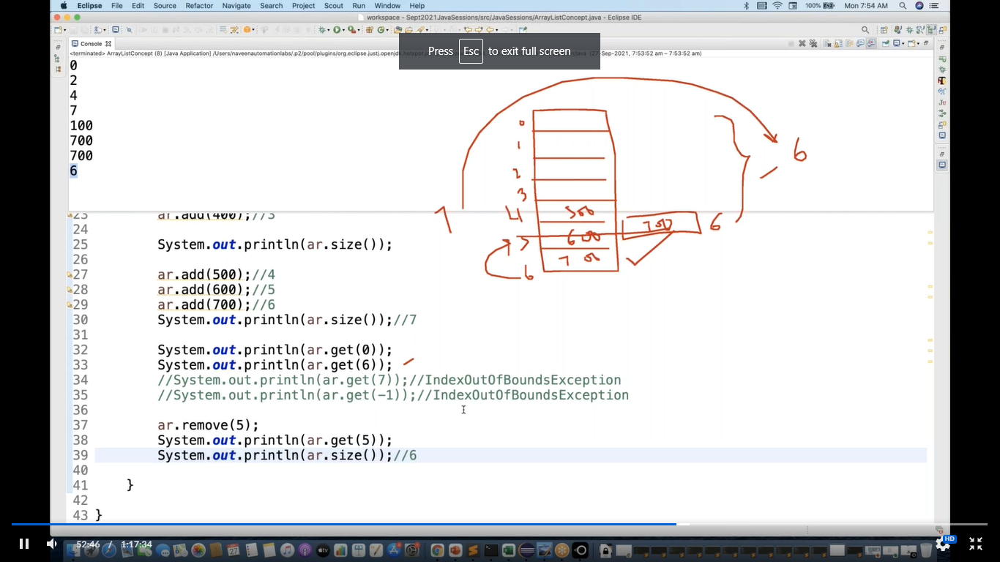 Eclipse File Edit Source Refactor Navigate Search Project Scout Run Window Help 100% Mon 7:54 AM
workspace - Sept2021JavaSessions/src/JavaSessions/ArrayListConcept.java - Eclipse IDE
Console
Press Esc to exit full screen
<terminated> ArrayListConcept (8) [Java Application] /Users/naveenautomationlabs/.p2/pool/plugins/org.eclipse.justj.openjdk.hotspot (27-Sep-2021, 7:53:52 am – 7:53:52 am)
0
2
4
7
100
700
700
6
0
1
2
3
4 500
5 600
6 700
700 6
7
6
23 ar.add(400);//3
24
25 System.out.println(ar.size());
26
27 ar.add(500);//4
28 ar.add(600);//5
29 ar.add(700);//6
30 System.out.println(ar.size());//7
31
32 System.out.println(ar.get(0));
33 System.out.println(ar.get(6));
34 //System.out.println(ar.get(7));//IndexOutOfBoundsException
35 //System.out.println(ar.get(-1));//IndexOutOfBoundsException
36
37 ar.remove(5);
38 System.out.println(ar.get(5));
39 System.out.println(ar.size());//6
40
41 }
42
43 }
52:46 / 1:17:34 HD